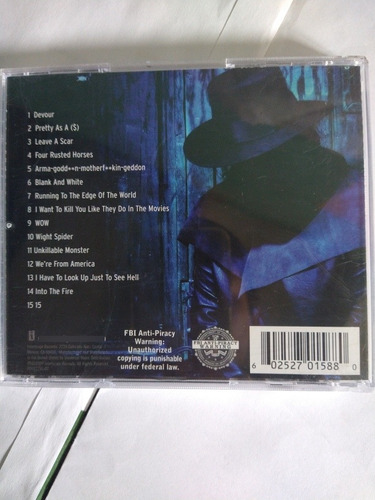 1 Devour
2 Pretty As A ($)
3 Leave A Scar
4 Four Rusted Horses
5 Arma-godd**n-motherf**kin-geddon
6 Blank And White
7 Running To The Edge Of The World
8 I Want To Kill You Like They Do In The Movies
9 WOW
10 Wight Spider
11 Unkillable Monster
12 We're From America
13 I Have To Look Up Just To See Hell
14 Into The Fire
15 15
FBI Anti-Piracy
Warning:
Unauthorized
copying is punishable
under federal law.
FBI ANTI-PIRACY
WARNING
6 02527 01588 0